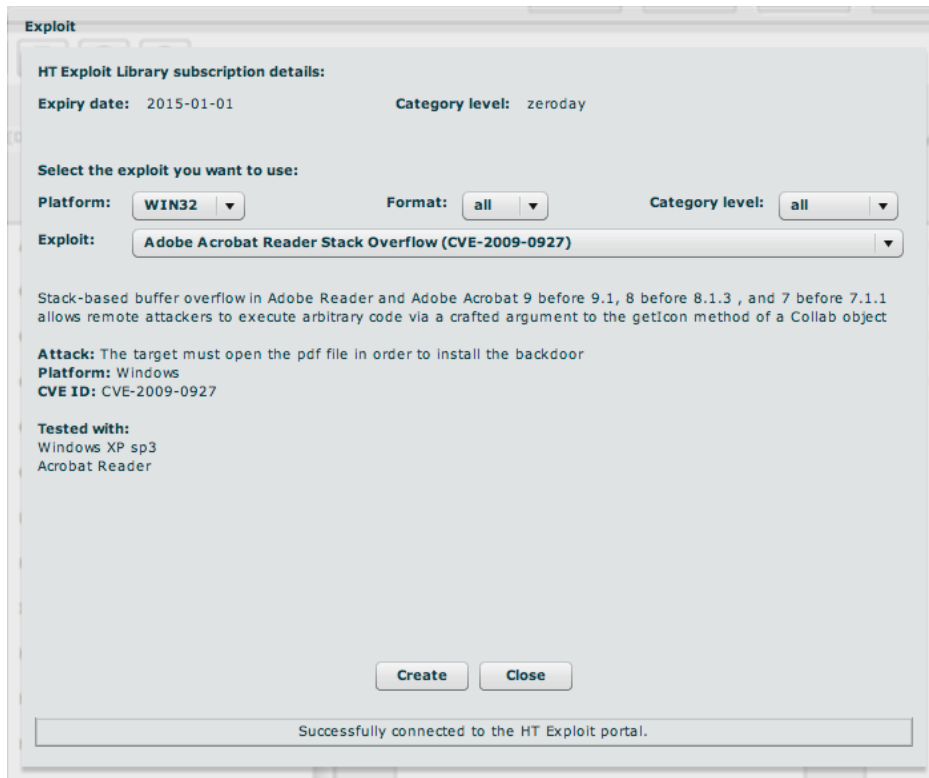 Exploit
HT Exploit Library subscription details:
Expiry date: 2015-01-01 Category level: zeroday
Select the exploit you want to use:
Platform: WIN32 Format: all Category level: all
Exploit: Adobe Acrobat Reader Stack Overflow (CVE-2009-0927)
Stack-based buffer overflow in Adobe Reader and Adobe Acrobat 9 before 9.1, 8 before 8.1.3 , and 7 before 7.1.1
allows remote attackers to execute arbitrary code via a crafted argument to the getIcon method of a Collab object
Attack: The target must open the pdf file in order to install the backdoor
Platform: Windows
CVE ID: CVE-2009-0927
Tested with:
Windows XP sp3
Acrobat Reader
Create Close
Successfully connected to the HT Exploit portal.